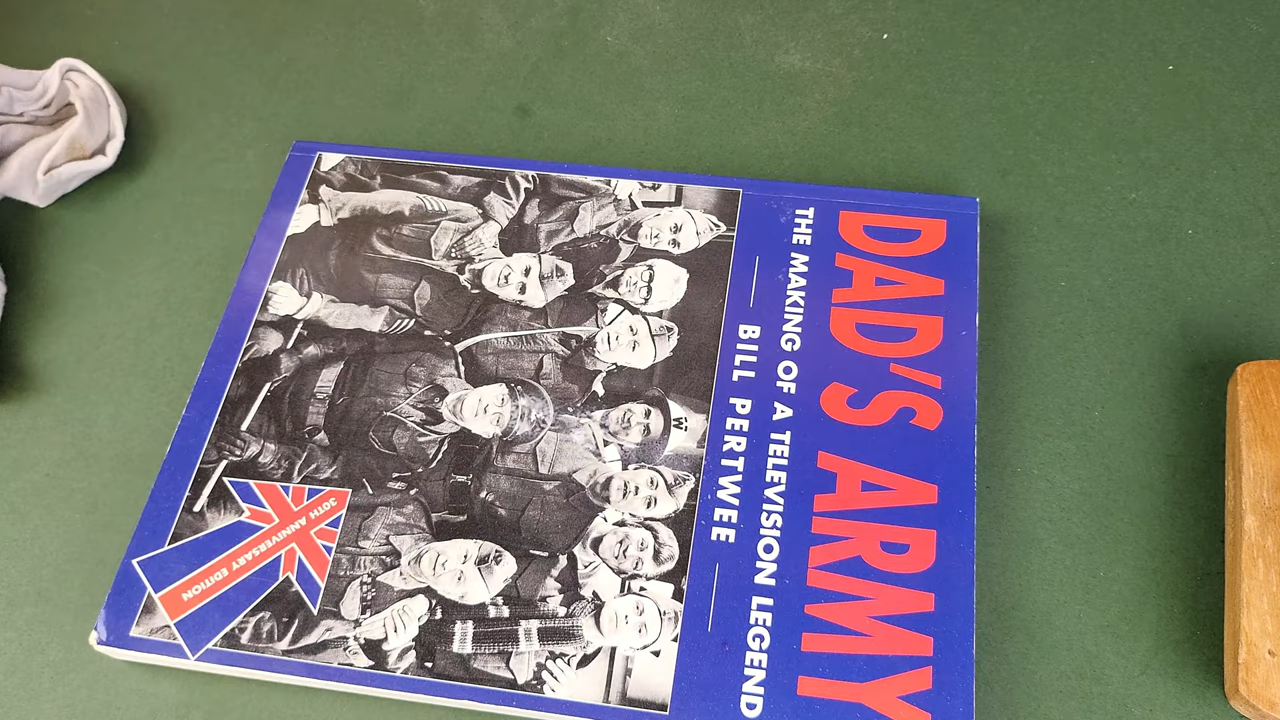 DAD'S ARMY
THE MAKING OF A TELEVISION LEGEND
BILL PERTWEE
W
30TH ANNIVERSARY EDITION